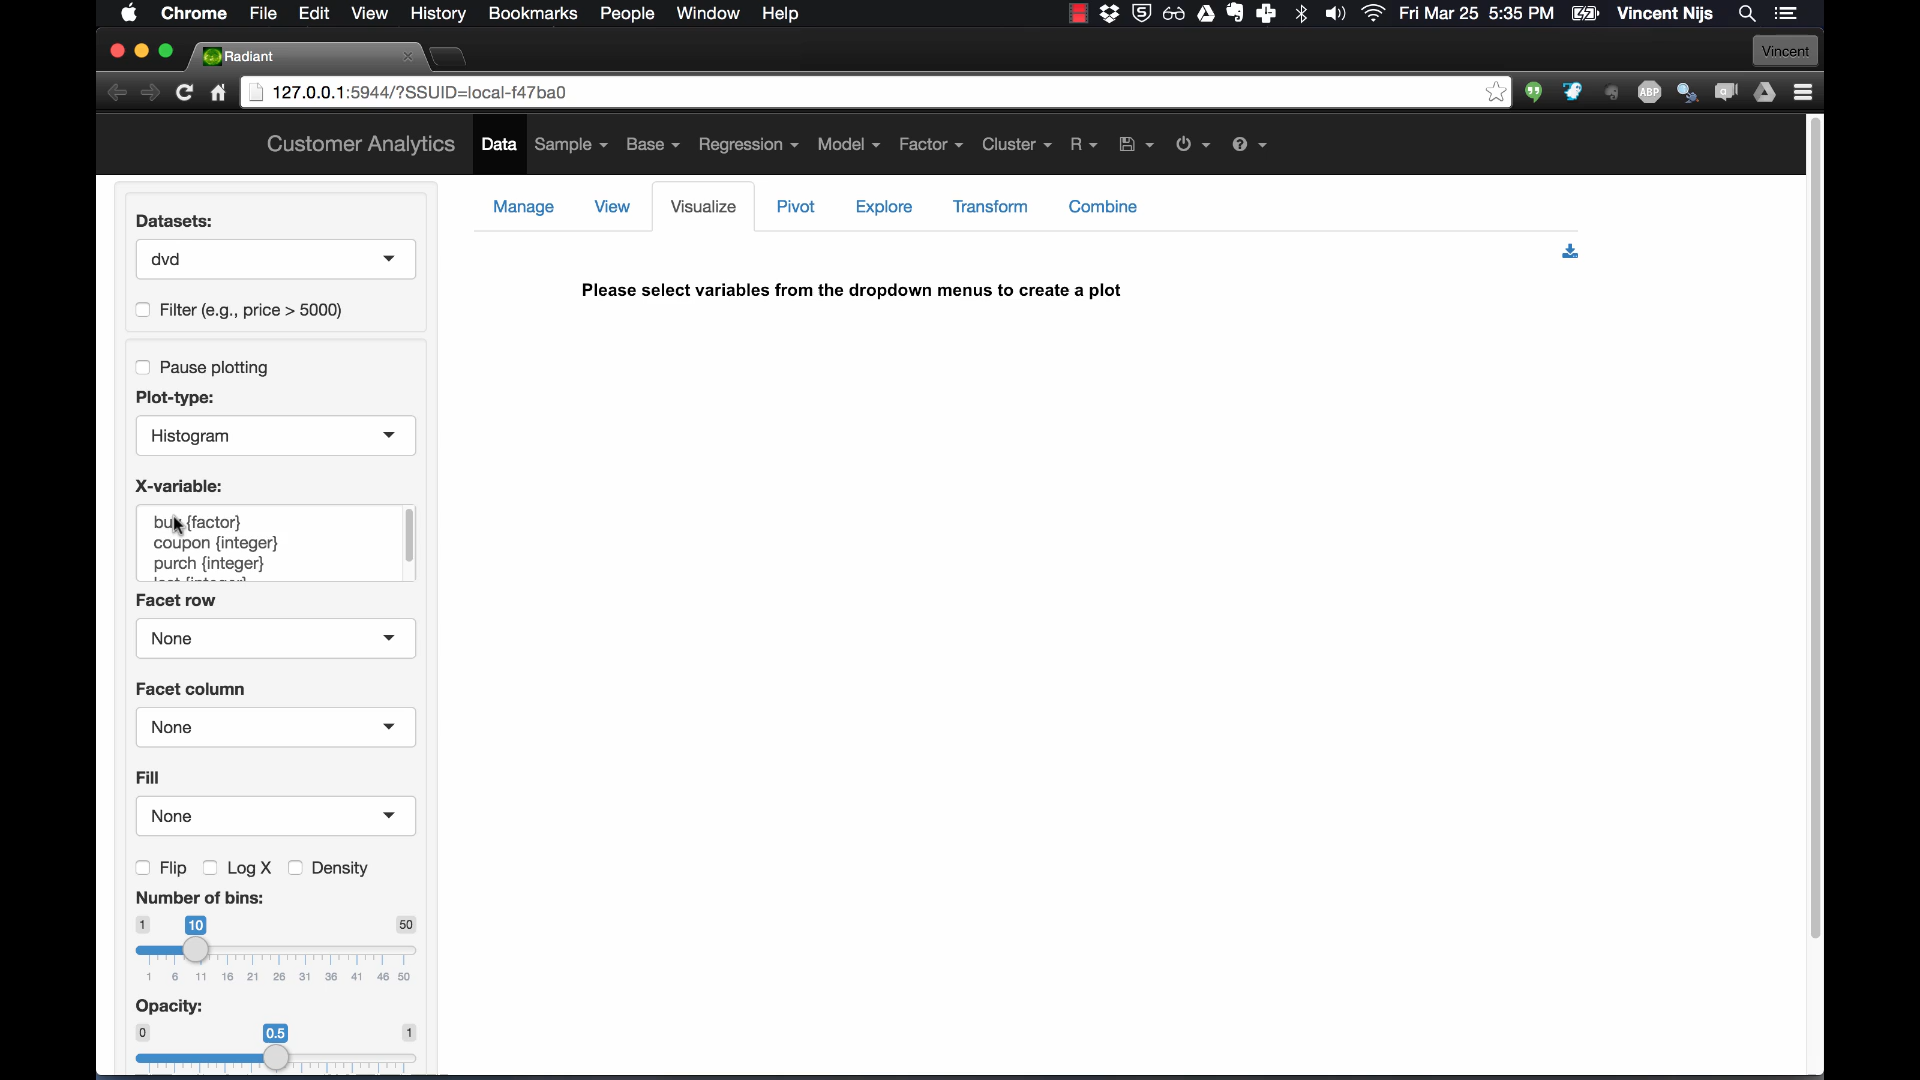 Chrome File Edit View History Bookmarks People Window Help Fri Mar 25 5:35 PM Vincent Nijs
Radiant Vincent
127.0.0.1:5944/?SSUID=local-f47ba0 ABP
Customer Analytics Data Sample Base Regression Model Factor Cluster R
Manage View Visualize Pivot Explore Transform Combine
Datasets:
dvd
Filter (e.g., price > 5000)
Please select variables from the dropdown menus to create a plot
Pause plotting
Plot-type:
Histogram
X-variable:
buy {factor}
coupon {integer}
purch {integer}
last {integer}
Facet row
None
Facet column
None
Fill
None
Flip Log X Density
Number of bins:
1 10 50
1 6 11 16 21 26 31 36 41 46 50
Opacity:
0 0.5 1